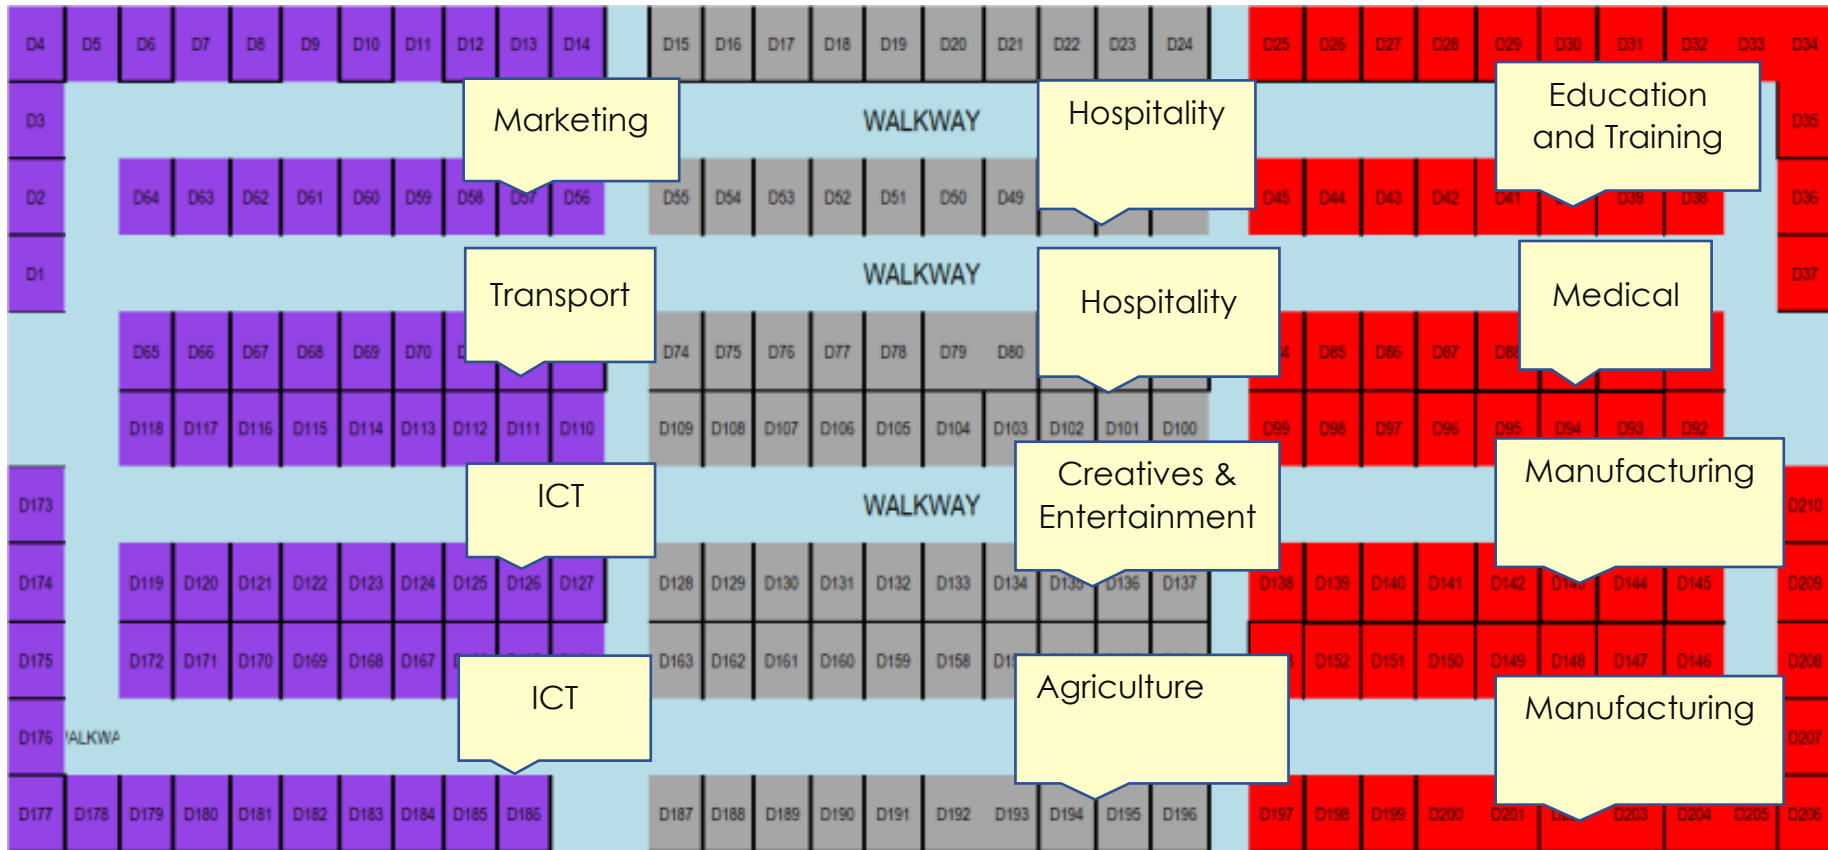 D4 D5 D6 D7 D8 D9 D10 D11 D12 D13 D14 D15 D16 D17 D18 D19 D20 D21 D22 D23 D24 D25 D26 D27 D28 D29 D30 D31 D32 D33 D34
Marketing
Hospitality
Education
and Training
D3 WALKWAY D35
D2 D64 D63 D62 D61 D60 D59 D58 D57 D56 D55 D54 D53 D52 D51 D50 D49 D45 D44 D43 D42 D41 D39 D38 D36
D1 WALKWAY D37
Transport
Hospitality
Medical
D65 D66 D67 D68 D69 D70 D74 D75 D76 D77 D78 D79 D80 D85 D86 D87 D88
D118 D117 D116 D115 D114 D113 D112 D111 D110 D109 D108 D107 D106 D105 D104 D103 D102 D101 D100 D99 D98 D97 D96 D95 D94 D93 D92
ICT
Creatives &
Entertainment
Manufacturing
D173 WALKWAY D210
D174 D119 D120 D121 D122 D123 D124 D125 D126 D127 D128 D129 D130 D131 D132 D133 D134 D135 D136 D137 D138 D139 D140 D141 D142 D143 D144 D145 D209
D175 D172 D171 D170 D169 D168 D167 D163 D162 D161 D160 D159 D158 D152 D151 D150 D149 D148 D147 D146 D208
ICT
Agriculture
Manufacturing
D176 D207
D177 D178 D179 D180 D181 D182 D183 D184 D185 D186 D187 D188 D189 D190 D191 D192 D193 D194 D195 D196 D197 D198 D199 D200 D201 D203 D204 D205 D206